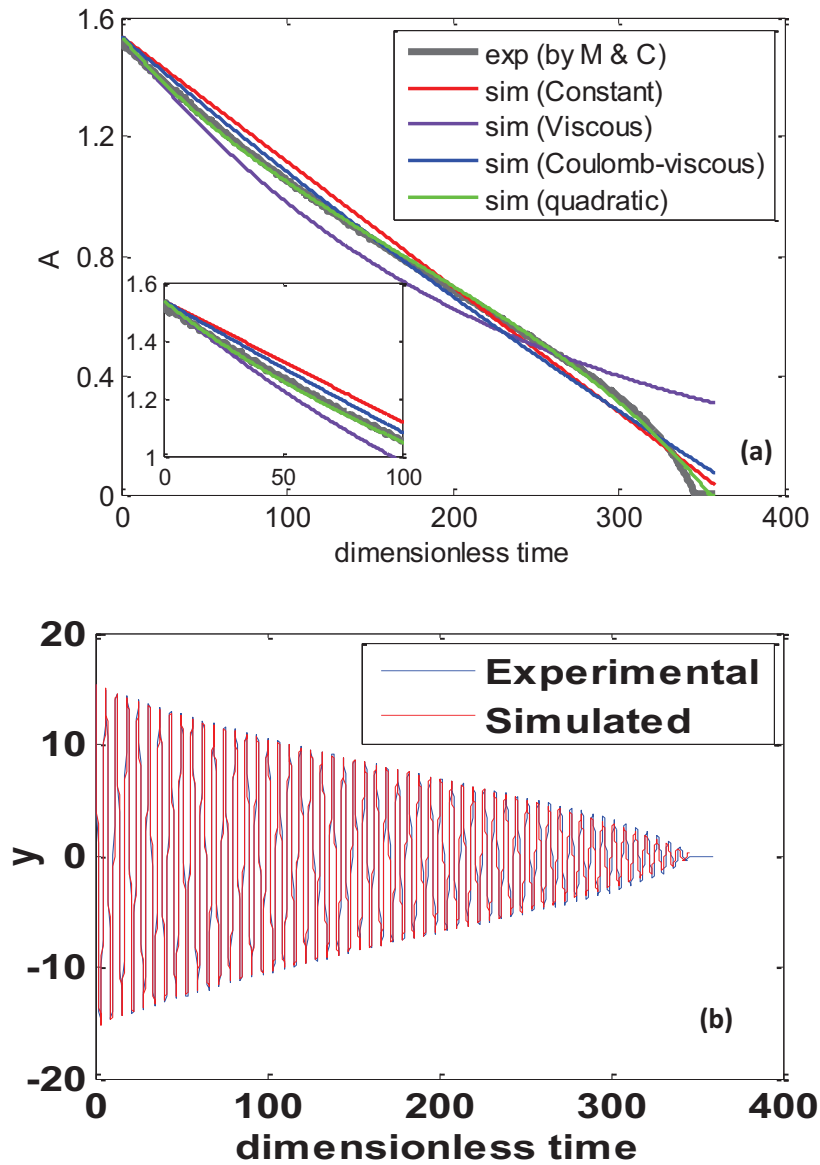 1.6
exp (by M & C)
sim (Constant)
sim (Viscous)
sim (Coulomb-viscous)
sim (quadratic)
1.2
A
0.8
0.4
0
1.6
1.4
1.2
1
0 50 100
(a)
0 100 200 300 400
dimensionless time
20
Experimental
Simulated
10
y
0
-10
(b)
-20
0 100 200 300 400
dimensionless time